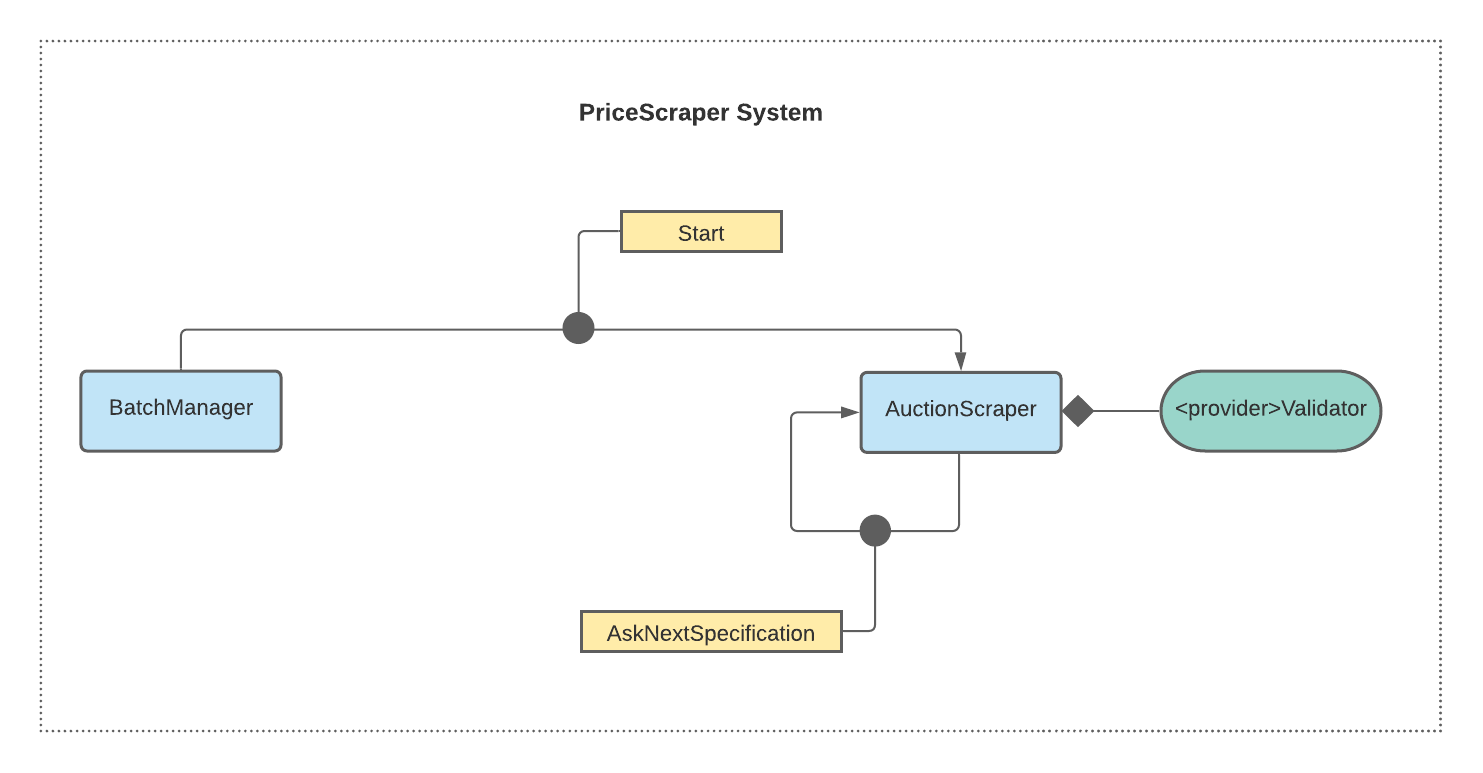 PriceScraper System
Start
BatchManager
AuctionScraper
<provider>Validator
AskNextSpecification